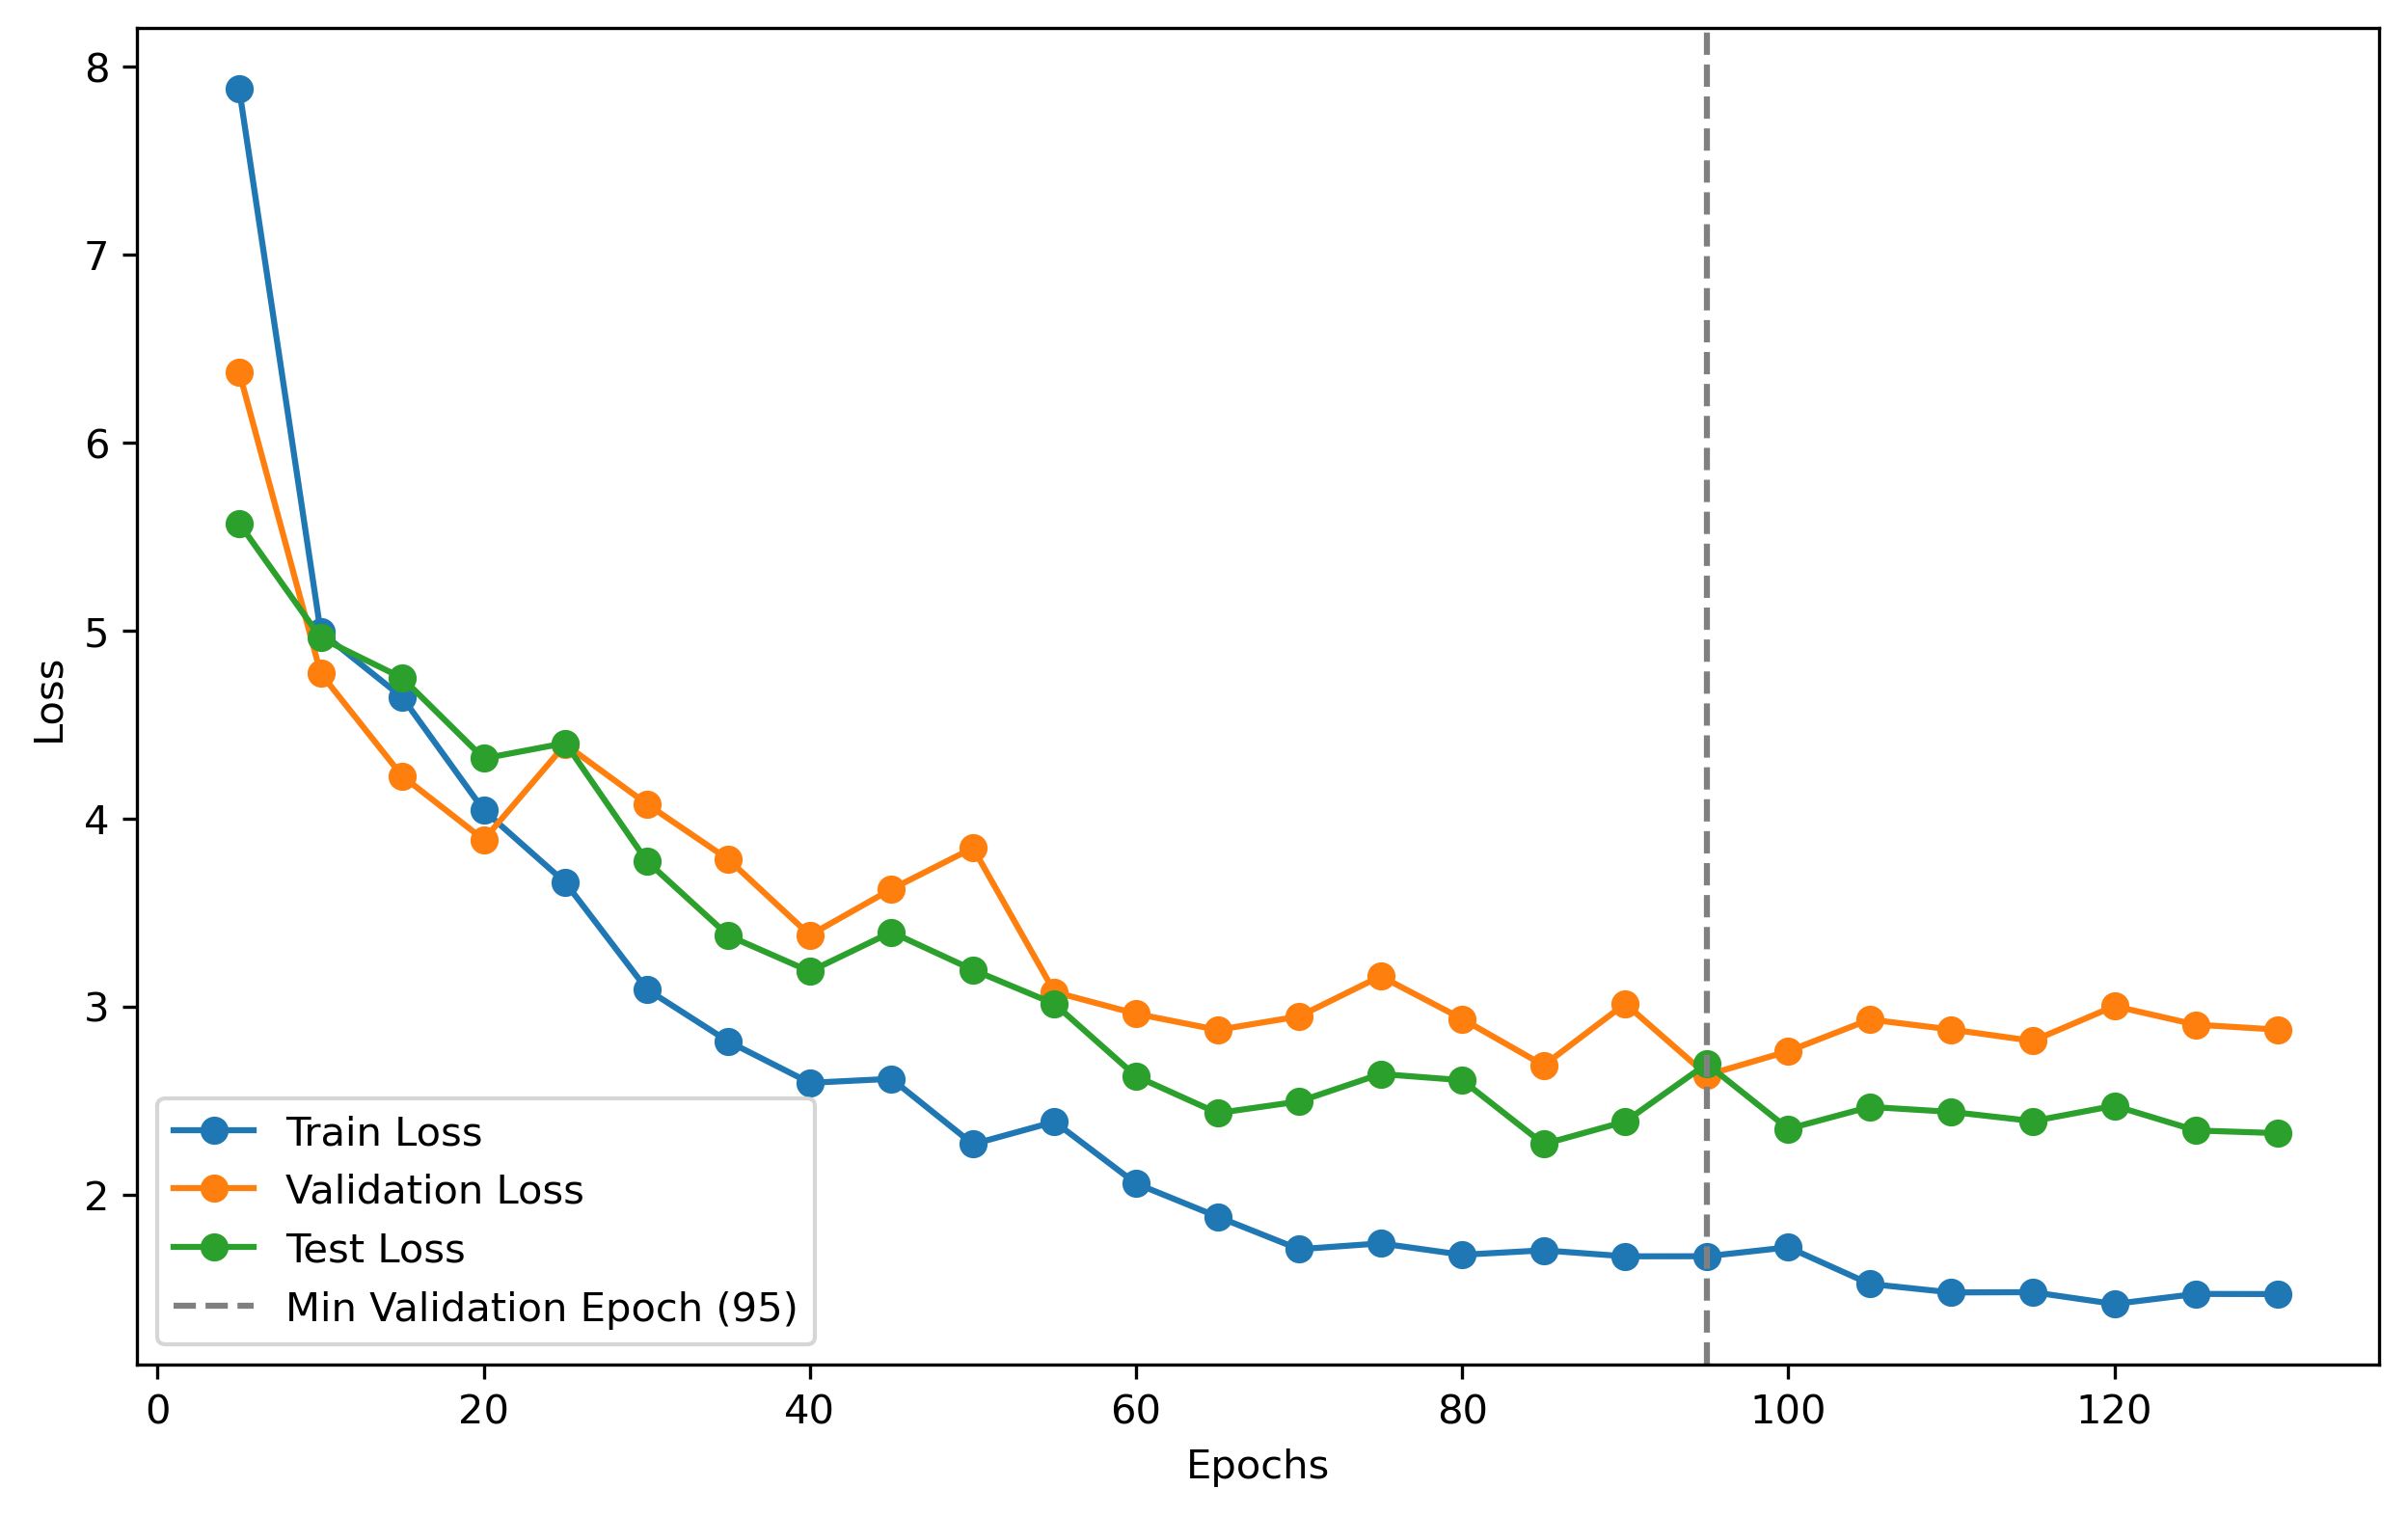 8
7
6
5
4
3
2
Loss
Train Loss
Validation Loss
Test Loss
Min Validation Epoch (95)
0 20 40 60 80 100 120
Epochs